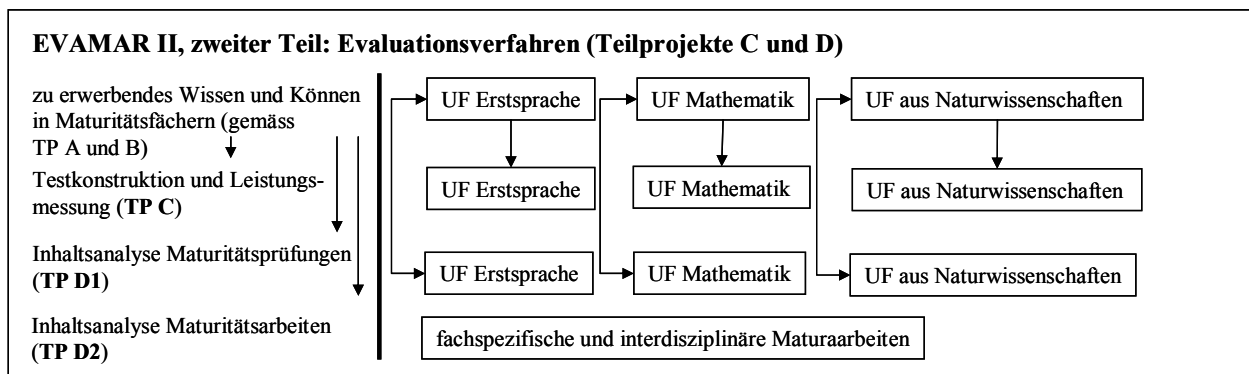 EVAMAR II, zweiter Teil: Evaluationsverfahren (Teilprojekte C und D)
zu erwerbendes Wissen und Können
in Maturitätsfächern (gemäss
TP A und B)
Testkonstruktion und Leistungs-
messung (TP C)
Inhaltsanalyse Maturitätsprüfungen
(TP D1)
Inhaltsanalyse Maturitätsarbeiten
(TP D2)
UF Erstsprache
UF Mathematik
UF aus Naturwissenschaften
UF Erstsprache
UF Mathematik
UF aus Naturwissenschaften
UF Erstsprache
UF Mathematik
UF aus Naturwissenschaften
fachspezifische und interdisziplinäre Maturaarbeiten